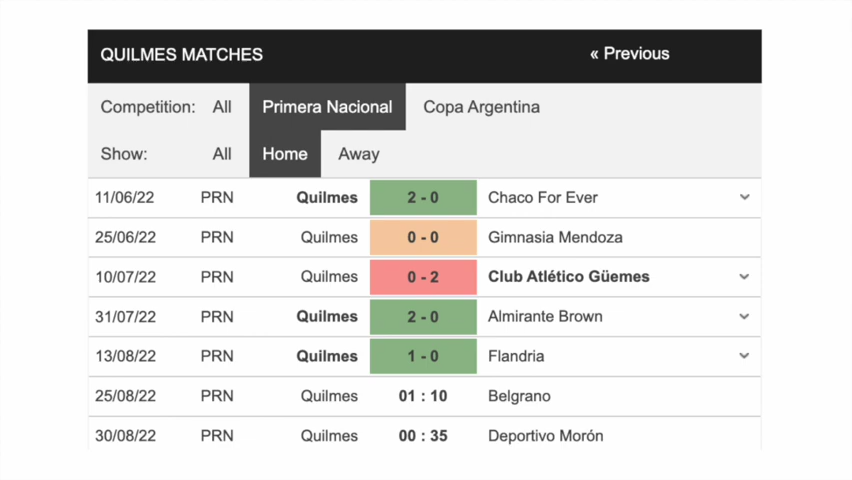 QUILMES MATCHES « Previous
Competition: All Primera Nacional Copa Argentina
Show: All Home Away
11/06/22 PRN Quilmes 2 - 0 Chaco For Ever
25/06/22 PRN Quilmes 0 - 0 Gimnasia Mendoza
10/07/22 PRN Quilmes 0 - 2 Club Atlético Güemes
31/07/22 PRN Quilmes 2 - 0 Almirante Brown
13/08/22 PRN Quilmes 1 - 0 Flandria
25/08/22 PRN Quilmes 01 : 10 Belgrano
30/08/22 PRN Quilmes 00 : 35 Deportivo Morón